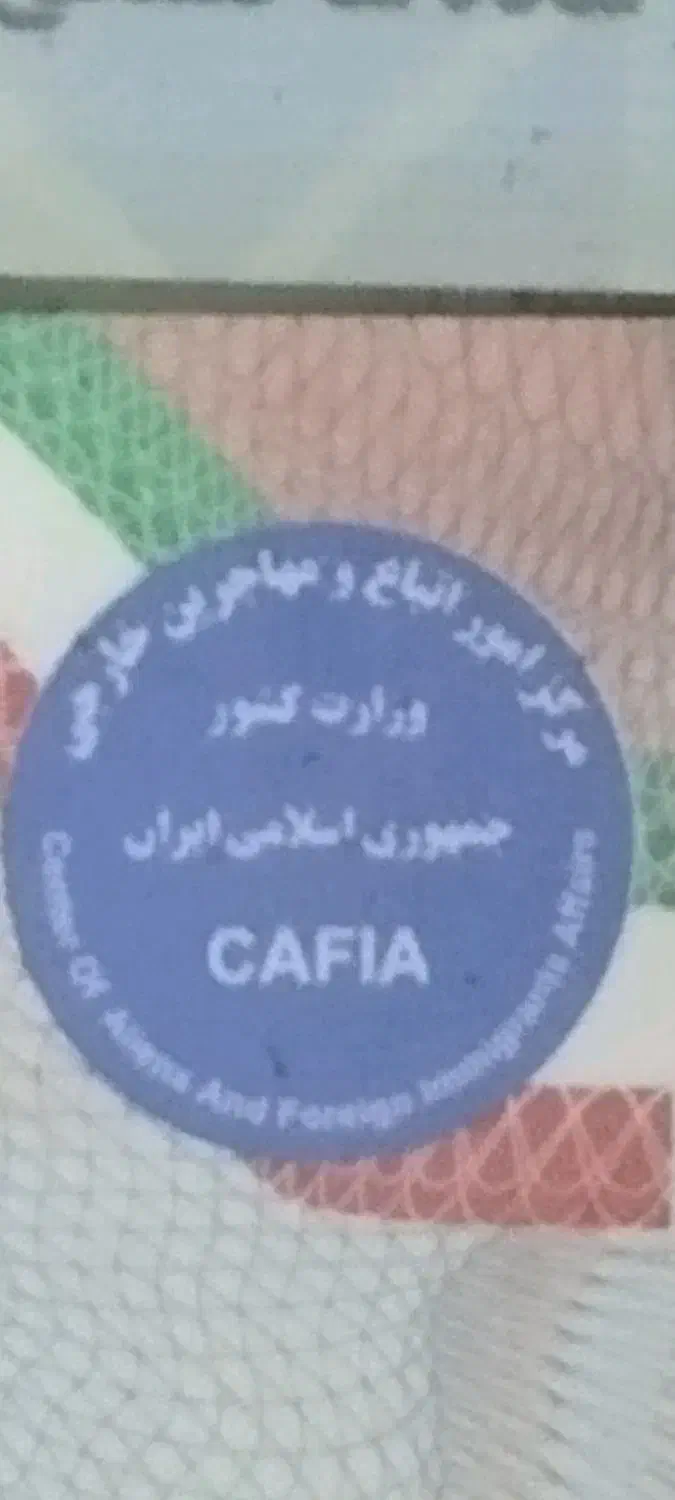 مرکز امور اتباع و مهاجرین خارجی
وزارت کشور
جمهوری اسلامی ایران
CAFIA
Center Of Aliens And Foreign Immigrants Affairs